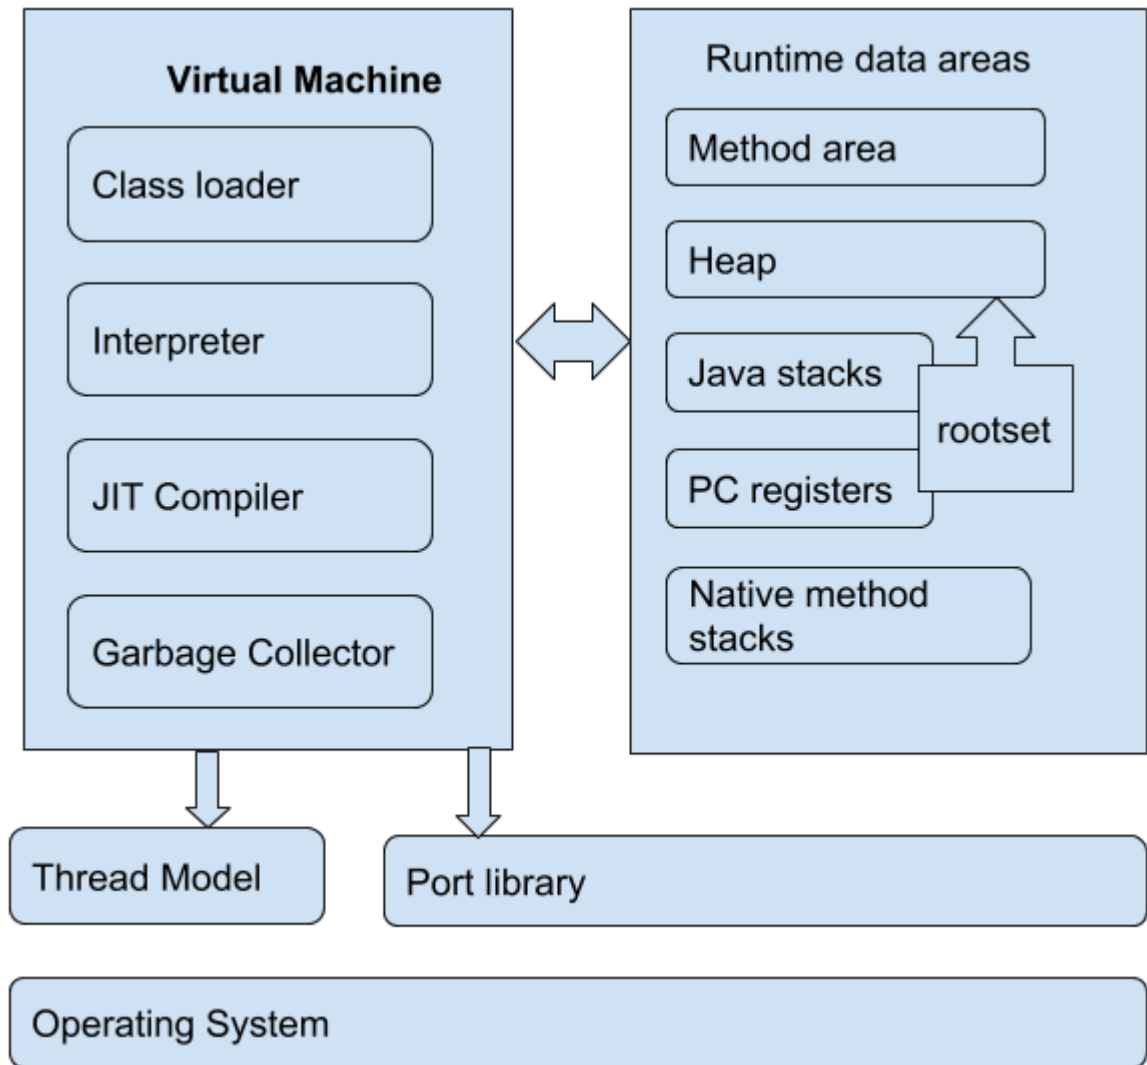 Virtual Machine
Class loader
Interpreter
JIT Compiler
Garbage Collector
Runtime data areas
Method area
Heap
Java stacks
rootset
PC registers
Native method
stacks
Thread Model
Port library
Operating System